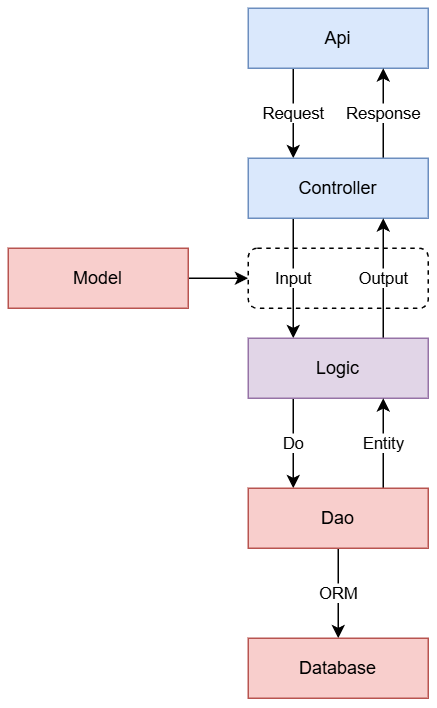 Api
Request
Response
Controller
Model
Input
Output
Logic
Do
Entity
Dao
ORM
Database